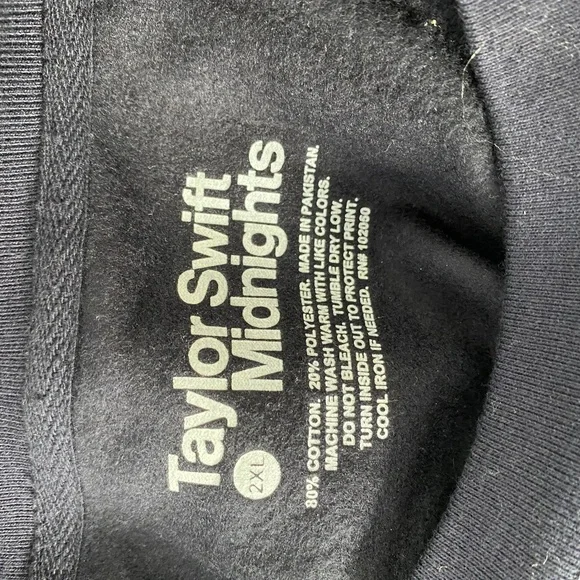 Taylor Swift
Midnights
2XL
80% COTTON. 20% POLYESTER. MADE IN PAKISTAN.
MACHINE WASH WARM WITH LIKE COLORS.
DO NOT BLEACH. TUMBLE DRY LOW.
TURN INSIDE OUT TO PROTECT PRINT.
COOL IRON IF NEEDED. RN# 102060